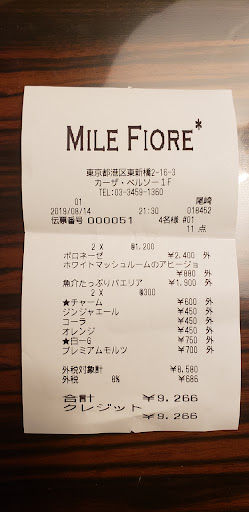 MILE FIORE*
東京都港区東新橋2-16-3
カーザ・ベルソー1F
TEL:03-3459-1360
01 尾崎
2019/08/14 21:30 018452
伝票番号 000051 4名様 #01
11 点
2 X @1,200
ボロネーゼ ¥2,400 外
ホワイトマッシュルームのアヒージョ
¥880 外
魚介たっぷりパエリア ¥1,900 外
2 X @300
★チャーム ¥600 外
ジンジャエール ¥450 外
コーラ ¥450 外
オレンジ ¥450 外
★白ーG ¥750 外
プレミアムモルツ ¥700 外
外税対象計 ¥8,580
外税 8% ¥686
合計 ¥9,266
クレジット ¥9,266